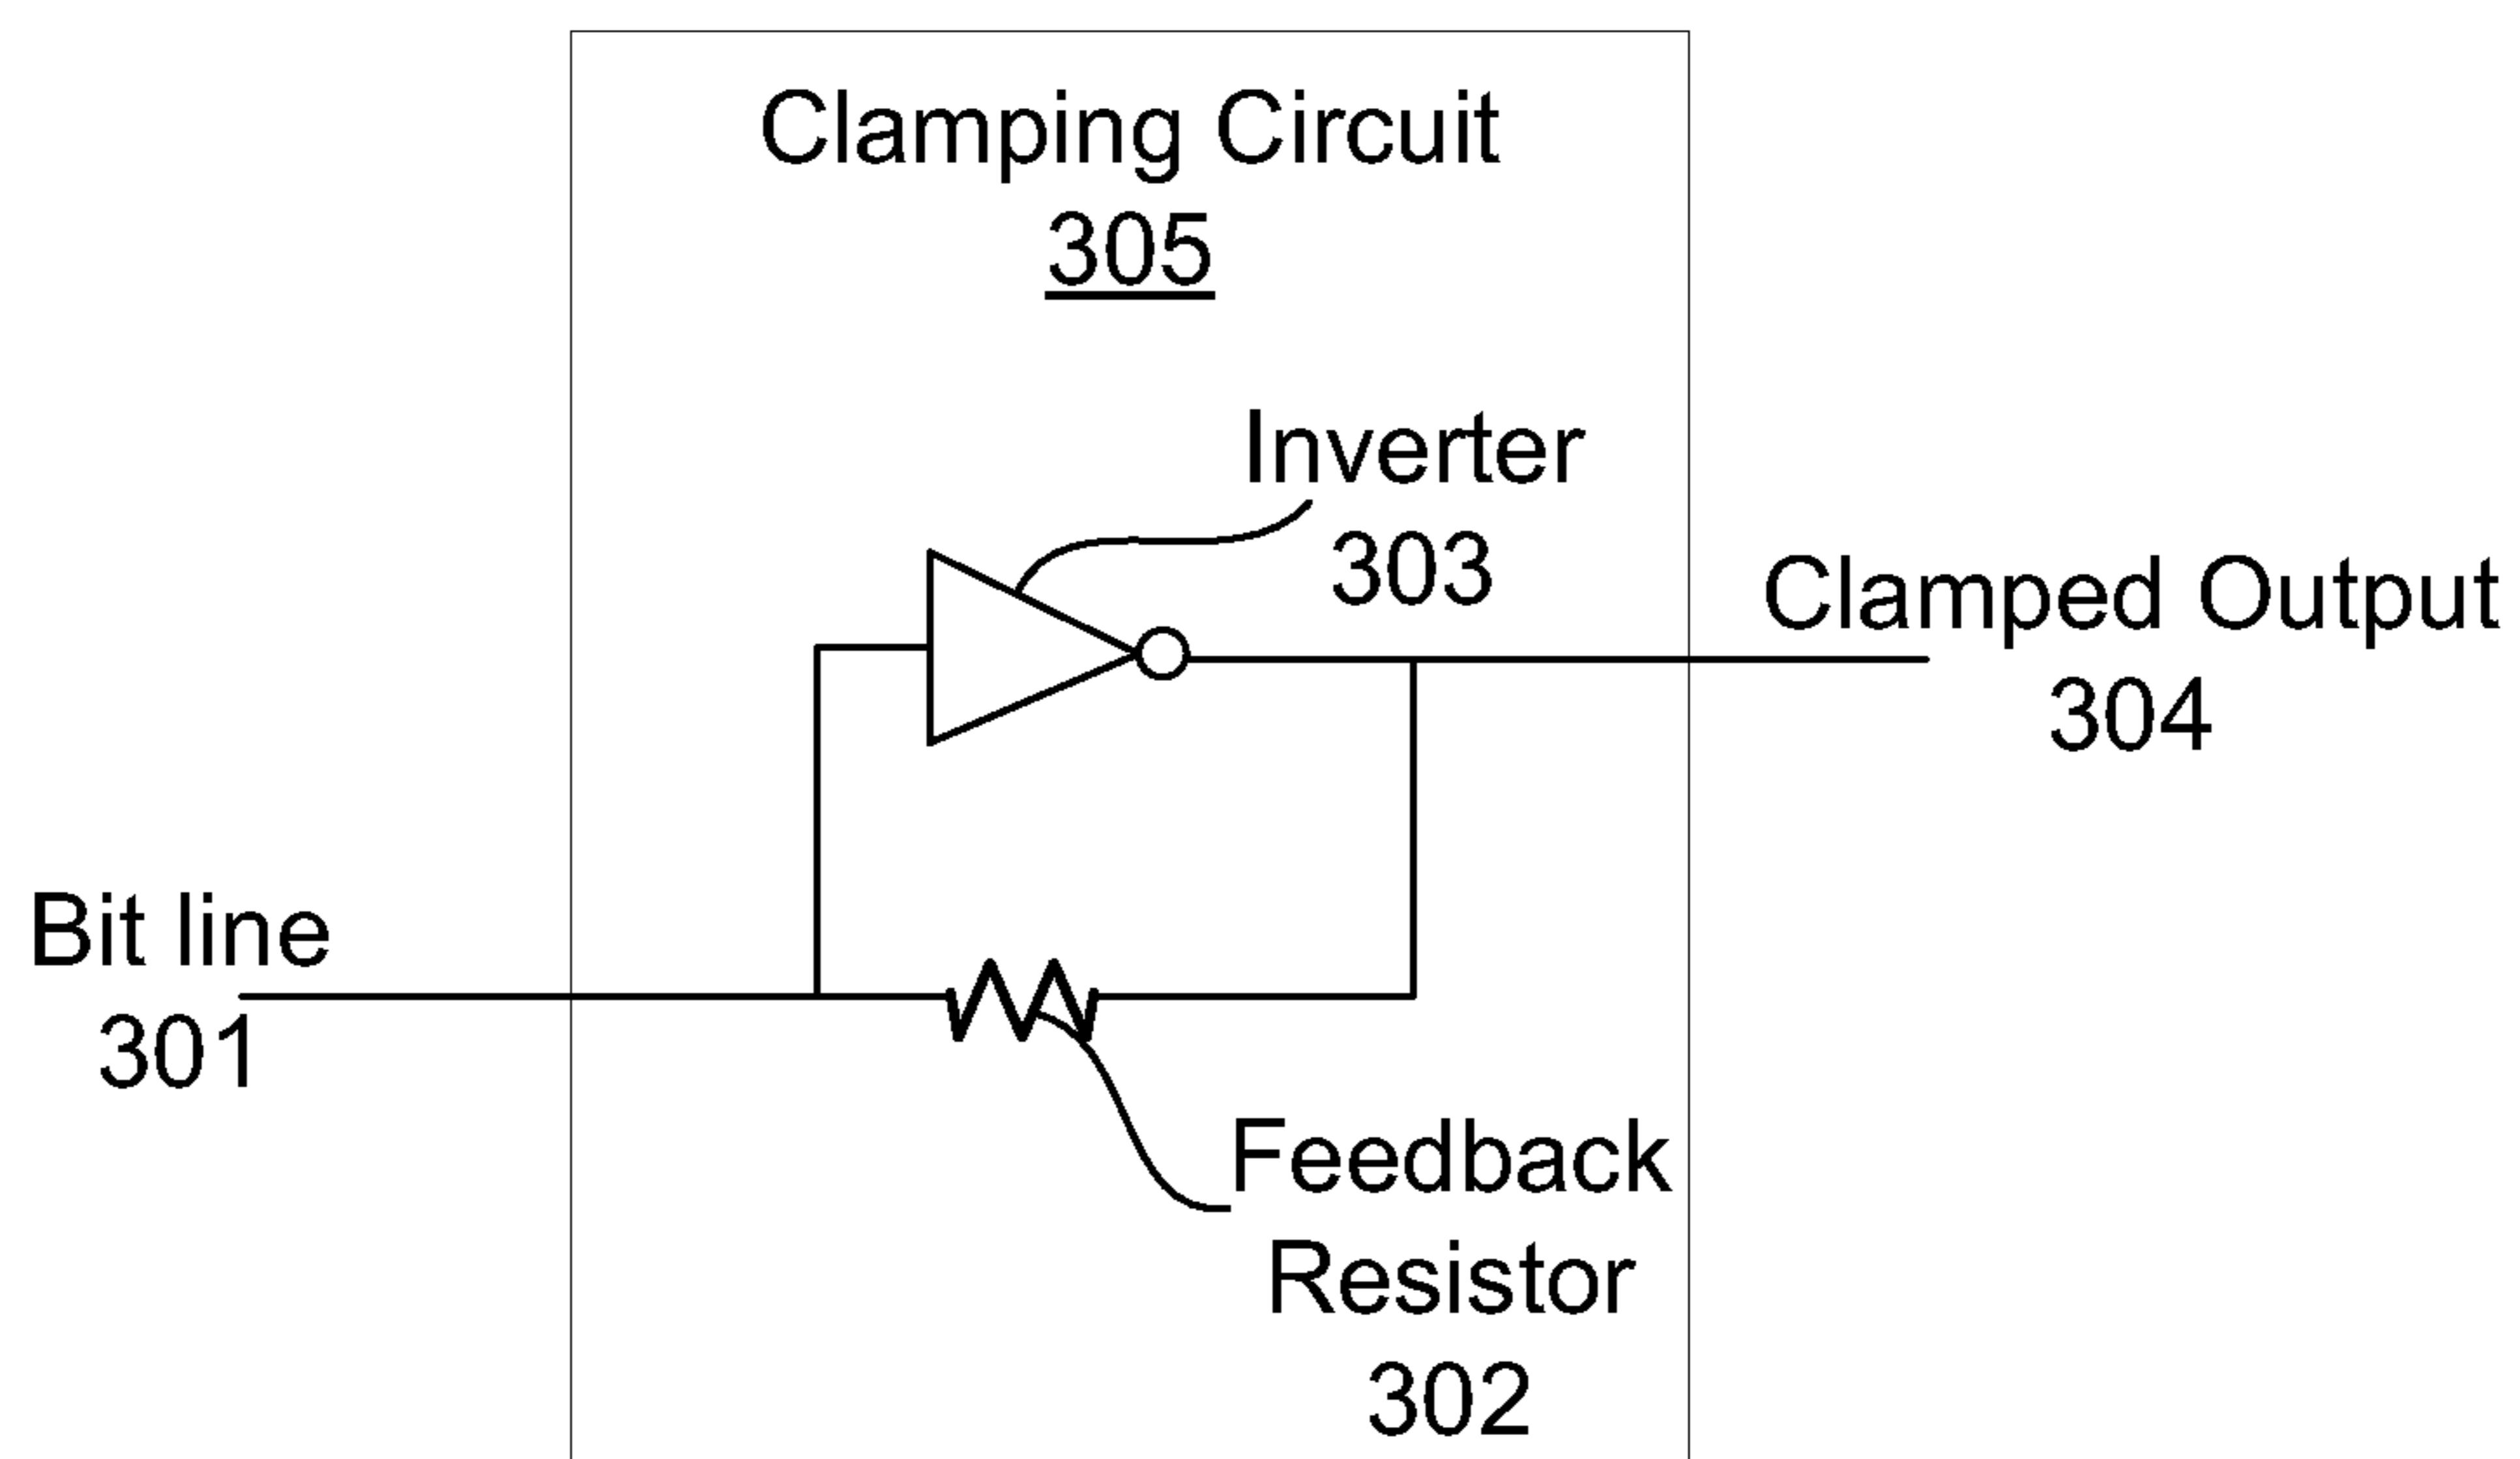 Clamping Circuit
305
Inverter
303
Clamped Output
304
Bit line
301
Feedback
Resistor
302